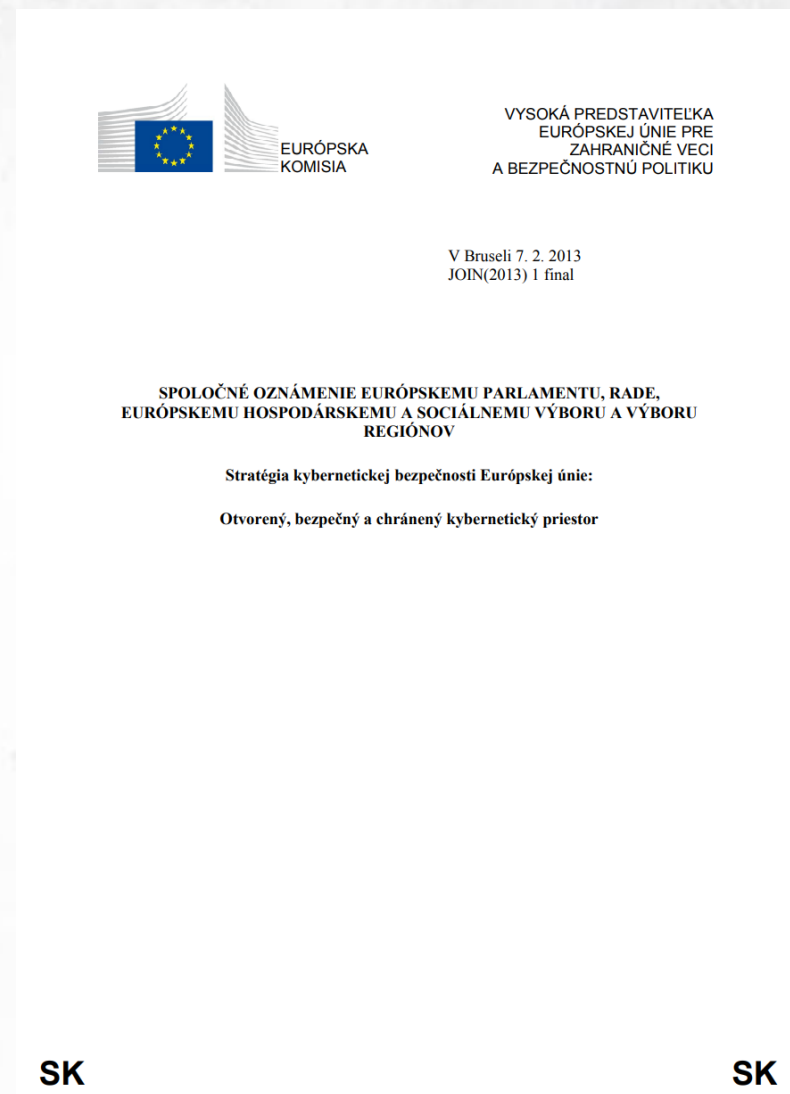 EURÓPSKA
KOMISIA
VYSOKÁ PREDSTAVITEĽKA
EURÓPSKEJ ÚNIE PRE
ZAHRANIČNÉ VECI
A BEZPEČNOSTNÚ POLITIKU
V Bruseli 7. 2. 2013
JOIN(2013) 1 final
SPOLOČNÉ OZNÁMENIE EURÓPSKEMU PARLAMENTU, RADE,
EURÓPSKEMU HOSPODÁRSKEMU A SOCIÁLNEMU VÝBORU A VÝBORU
REGIÓNOV
Stratégia kybernetickej bezpečnosti Európskej únie:
Otvorený, bezpečný a chránený kybernetický priestor
SK
SK